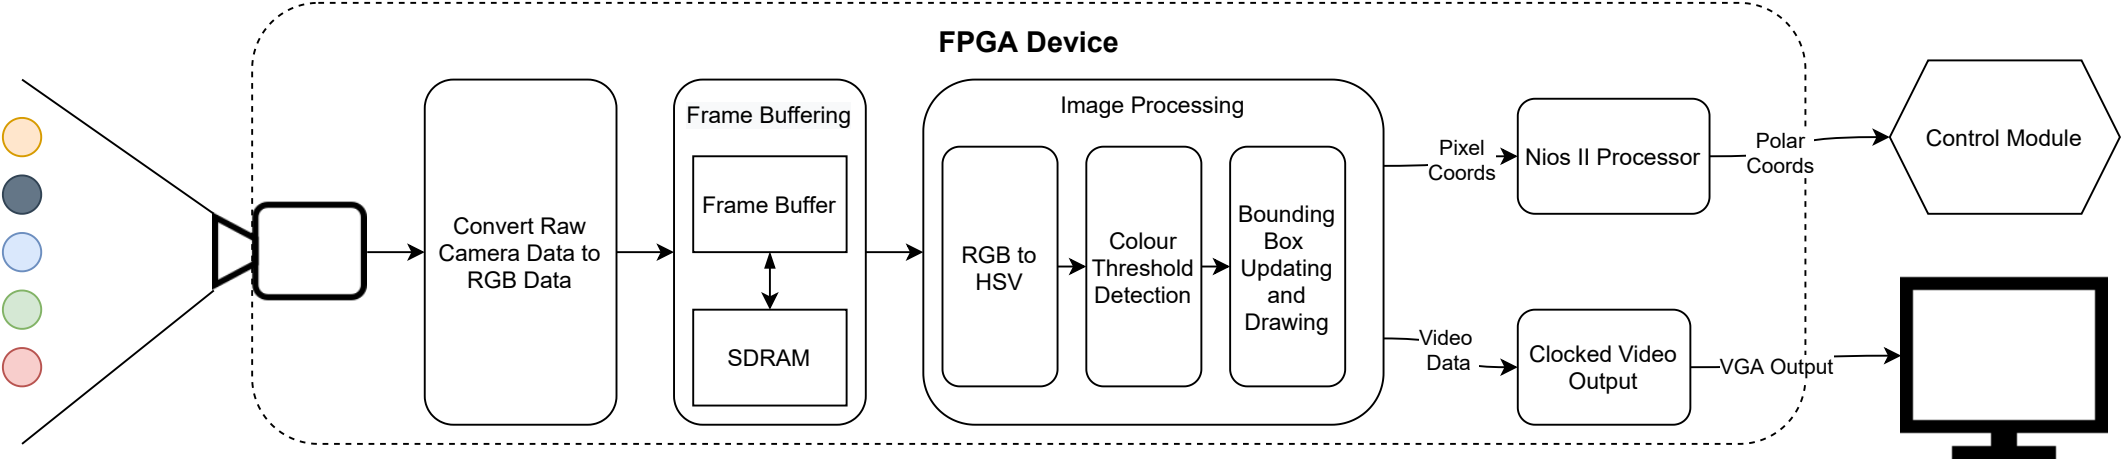 FPGA Device
Convert Raw
Camera Data to
RGB Data
Frame Buffering
Frame Buffer
SDRAM
Image Processing
RGB to
HSV
Colour
Threshold
Detection
Bounding
Box
Updating
and
Drawing
Pixel
Coords
Nios II Processor
Polar
Coords
Control Module
Video
Data
Clocked Video
Output
VGA Output